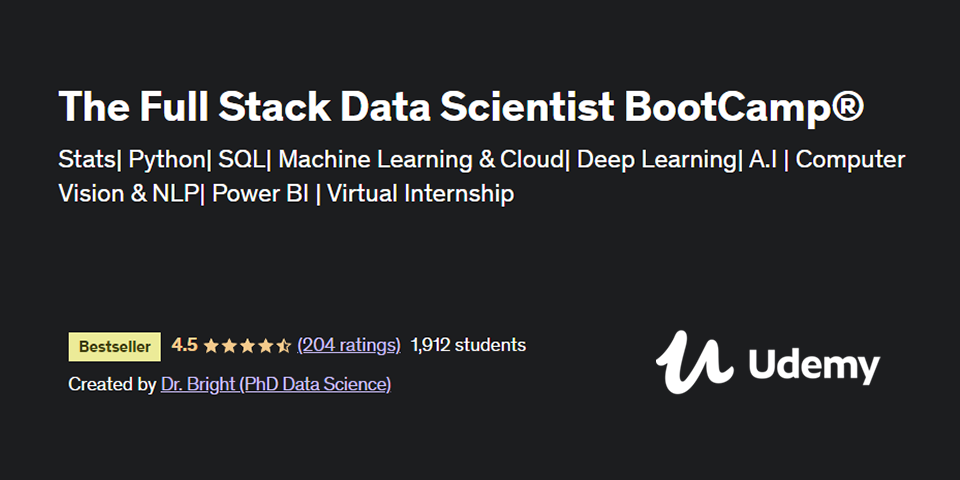 The Full Stack Data Scientist BootCamp®
Stats| Python| SQL| Machine Learning & Cloud| Deep Learning| A.I | Computer
Vision & NLP| Power BI | Virtual Internship
Bestseller 4.5 (204 ratings) 1,912 students
Created by Dr. Bright (PhD Data Science)
Udemy